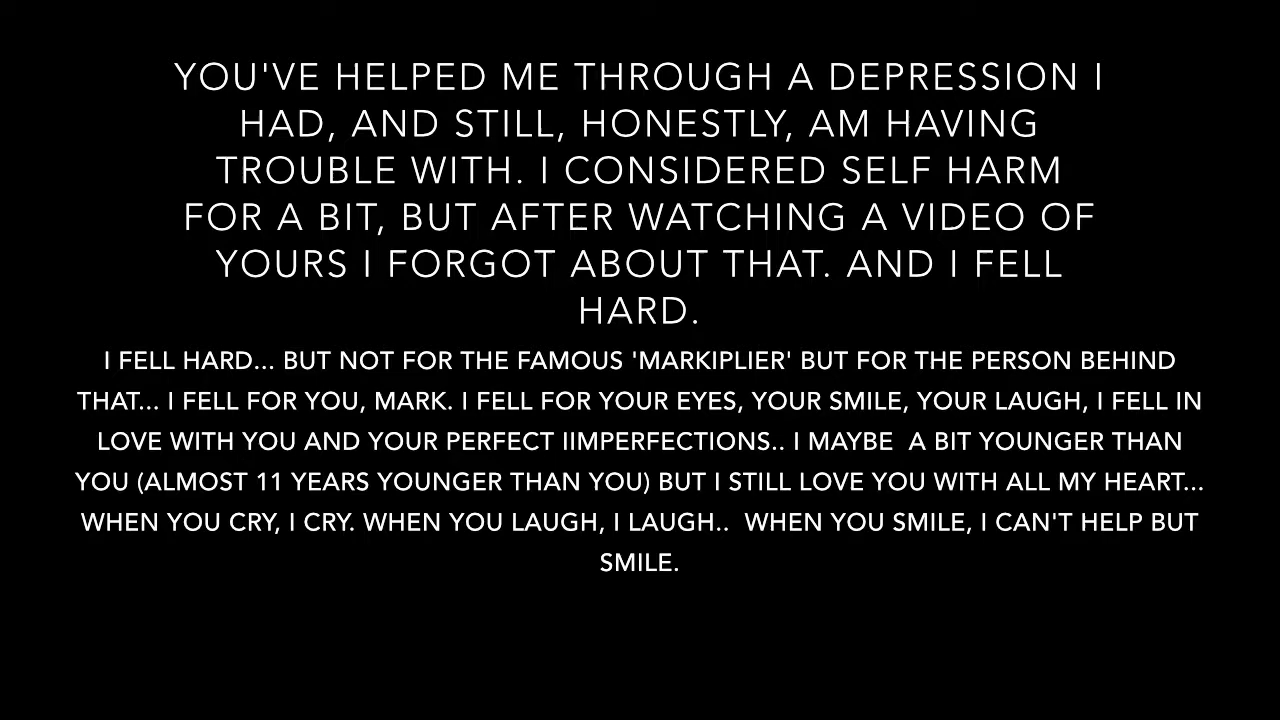 YOU'VE HELPED ME THROUGH A DEPRESSION I
HAD, AND STILL, HONESTLY, AM HAVING
TROUBLE WITH. I CONSIDERED SELF HARM
FOR A BIT, BUT AFTER WATCHING A VIDEO OF
YOURS I FORGOT ABOUT THAT. AND I FELL
HARD.
I FELL HARD... BUT NOT FOR THE FAMOUS 'MARKIPLIER' BUT FOR THE PERSON BEHIND
THAT... I FELL FOR YOU, MARK. I FELL FOR YOUR EYES, YOUR SMILE, YOUR LAUGH, I FELL IN
LOVE WITH YOU AND YOUR PERFECT IIMPERFECTIONS.. I MAYBE  A BIT YOUNGER THAN
YOU (ALMOST 11 YEARS YOUNGER THAN YOU) BUT I STILL LOVE YOU WITH ALL MY HEART...
WHEN YOU CRY, I CRY. WHEN YOU LAUGH, I LAUGH..  WHEN YOU SMILE, I CAN'T HELP BUT
SMILE.